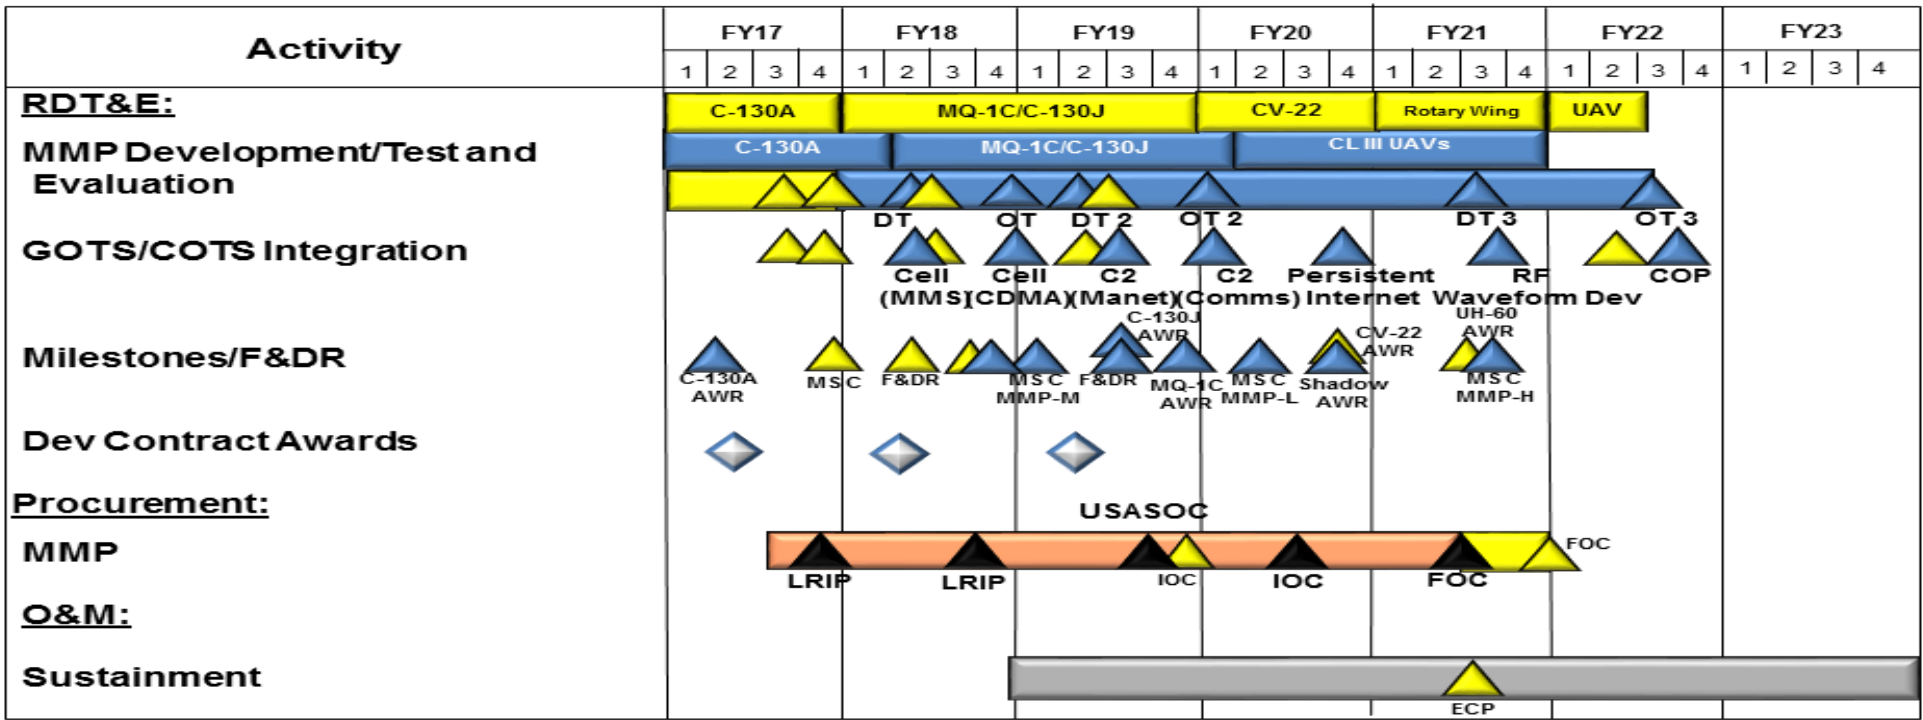 Activity
FY17 FY18 FY19 FY20 FY21 FY22 FY23
1 2 3 4 1 2 3 4 1 2 3 4 1 2 3 4 1 2 3 4 1 2 3 4 1 2 3 4
RDT&E:
C-130A MQ-1C/C-130J CV-22 Rotary Wing UAV
MMP Development/Test and
Evaluation
C-130A MQ-1C/C-130J CL III UAVs
DT OT DT 2 OT 2 DT 3 OT 3
GOTS/COTS Integration
Cell Cell C2 C2 Persistent RF COP
(MMS)(CDMA)(Manet)(Comms) Internet Waveform Dev
Milestones/F&DR
C-130J
AWR
CV-22
AWR
UH-60
AWR
C-130A
AWR
MSC
F&DR
MSC
MMP-M
F&DR
MQ-1C
AWR
MSC
MMP-L
Shadow
AWR
MSC
MMP-H
Dev Contract Awards
Procurement:
USASOC
MMP
FOC
LRIP LRIP IOC IOC FOC
O&M:
Sustainment
ECP